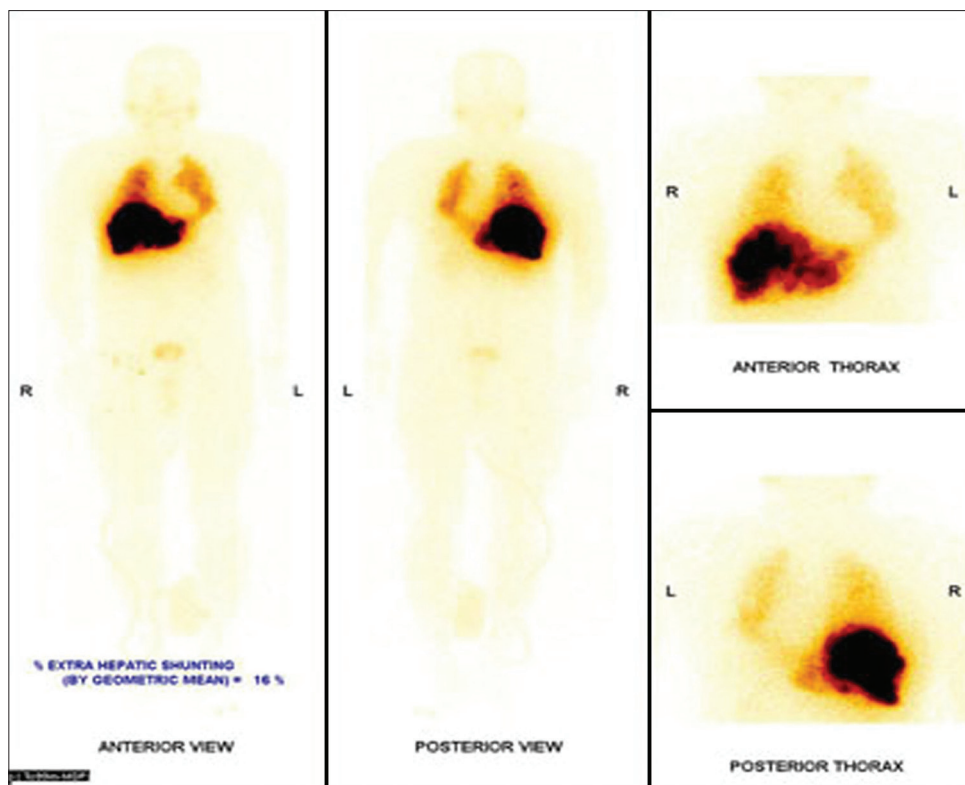 R
L
% EXTRA HEPATIC SHUNTING
(BY GEOMETRIC MEAN) = 16 %
ANTERIOR VIEW
L
R
POSTERIOR VIEW
R
L
ANTERIOR THORAX
L
R
POSTERIOR THORAX